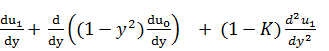 du₁/dy + d/dy((1 − y²) du₀/dy) + (1 − K) d²u₁/dy²